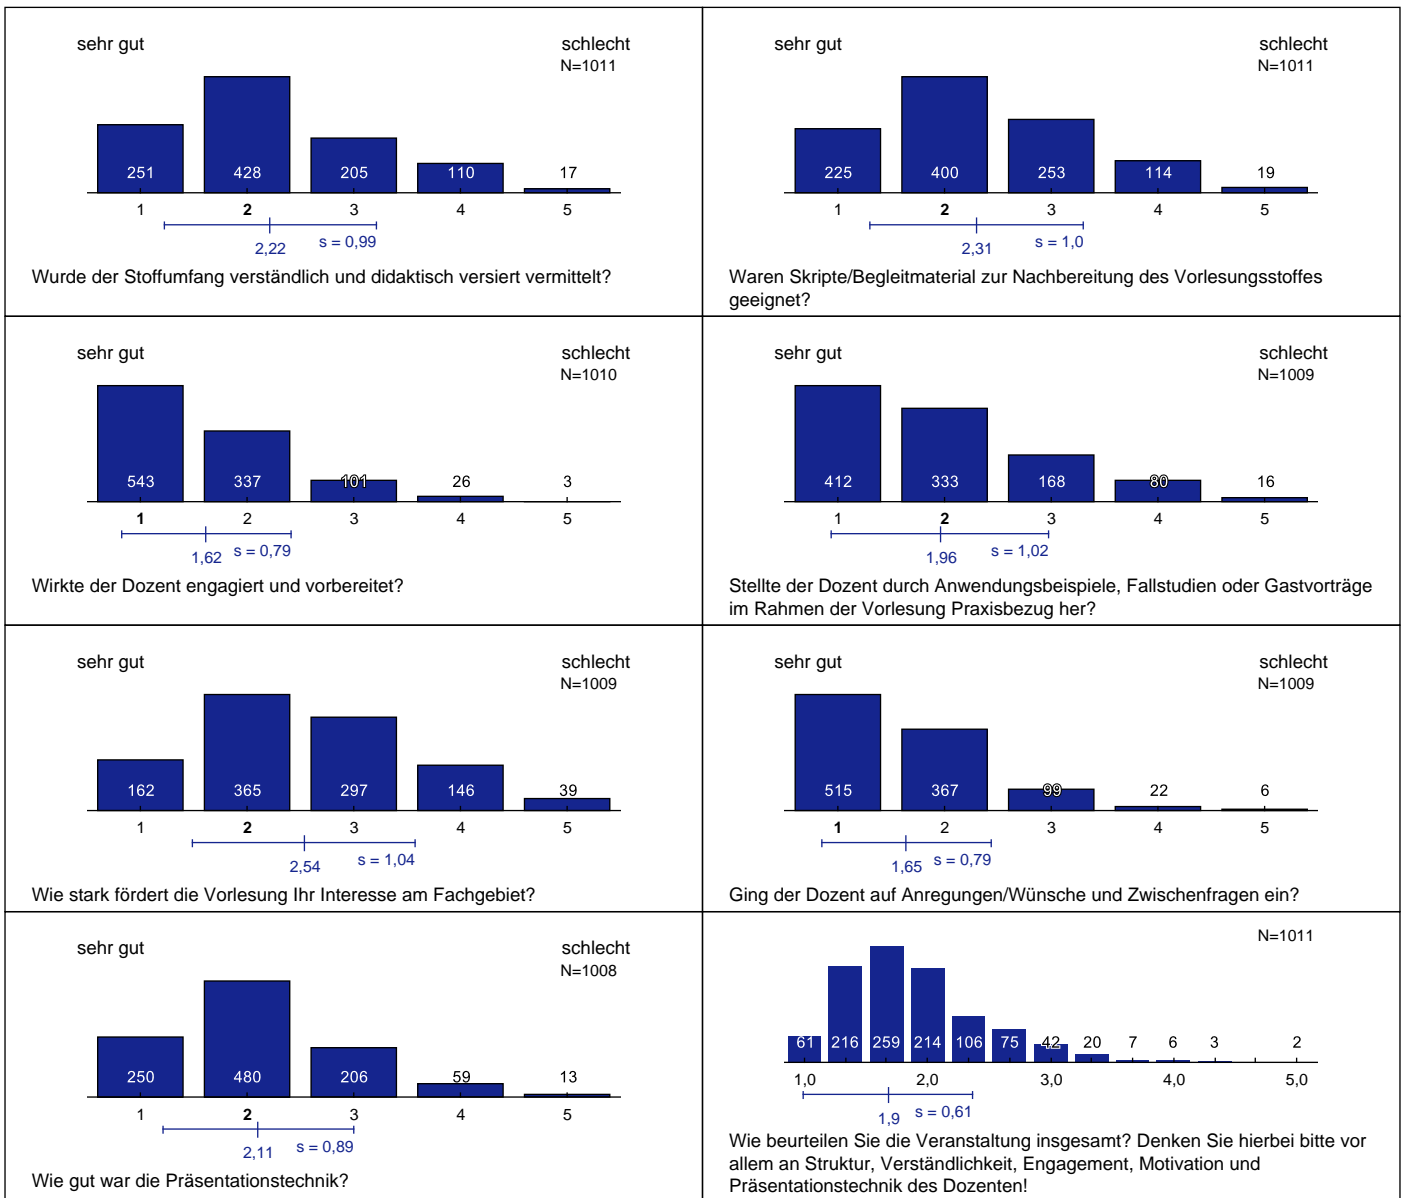 sehr gut schlecht
N=1011
251 428 205 110 17
1 2 3 4 5
2,22 s = 0,99
Wurde der Stoffumfang verständlich und didaktisch versiert vermittelt?
sehr gut schlecht
N=1011
225 400 253 114 19
1 2 3 4 5
2,31 s = 1,0
Waren Skripte/Begleitmaterial zur Nachbereitung des Vorlesungsstoffes
geeignet?
sehr gut schlecht
N=1010
543 337 101 26 3
1 2 3 4 5
1,62 s = 0,79
Wirkte der Dozent engagiert und vorbereitet?
sehr gut schlecht
N=1009
412 333 168 80 16
1 2 3 4 5
1,96 s = 1,02
Stellte der Dozent durch Anwendungsbeispiele, Fallstudien oder Gastvorträge
im Rahmen der Vorlesung Praxisbezug her?
sehr gut schlecht
N=1009
162 365 297 146 39
1 2 3 4 5
2,54 s = 1,04
Wie stark fördert die Vorlesung Ihr Interesse am Fachgebiet?
sehr gut schlecht
N=1009
515 367 99 22 6
1 2 3 4 5
1,65 s = 0,79
Ging der Dozent auf Anregungen/Wünsche und Zwischenfragen ein?
sehr gut schlecht
N=1008
250 480 206 59 13
1 2 3 4 5
2,11 s = 0,89
Wie gut war die Präsentationstechnik?
N=1011
61 216 259 214 106 75 42 20 7 6 3 2
1,0 2,0 3,0 4,0 5,0
1,9 s = 0,61
Wie beurteilen Sie die Veranstaltung insgesamt? Denken Sie hierbei bitte vor
allem an Struktur, Verständlichkeit, Engagement, Motivation und
Präsentationstechnik des Dozenten!